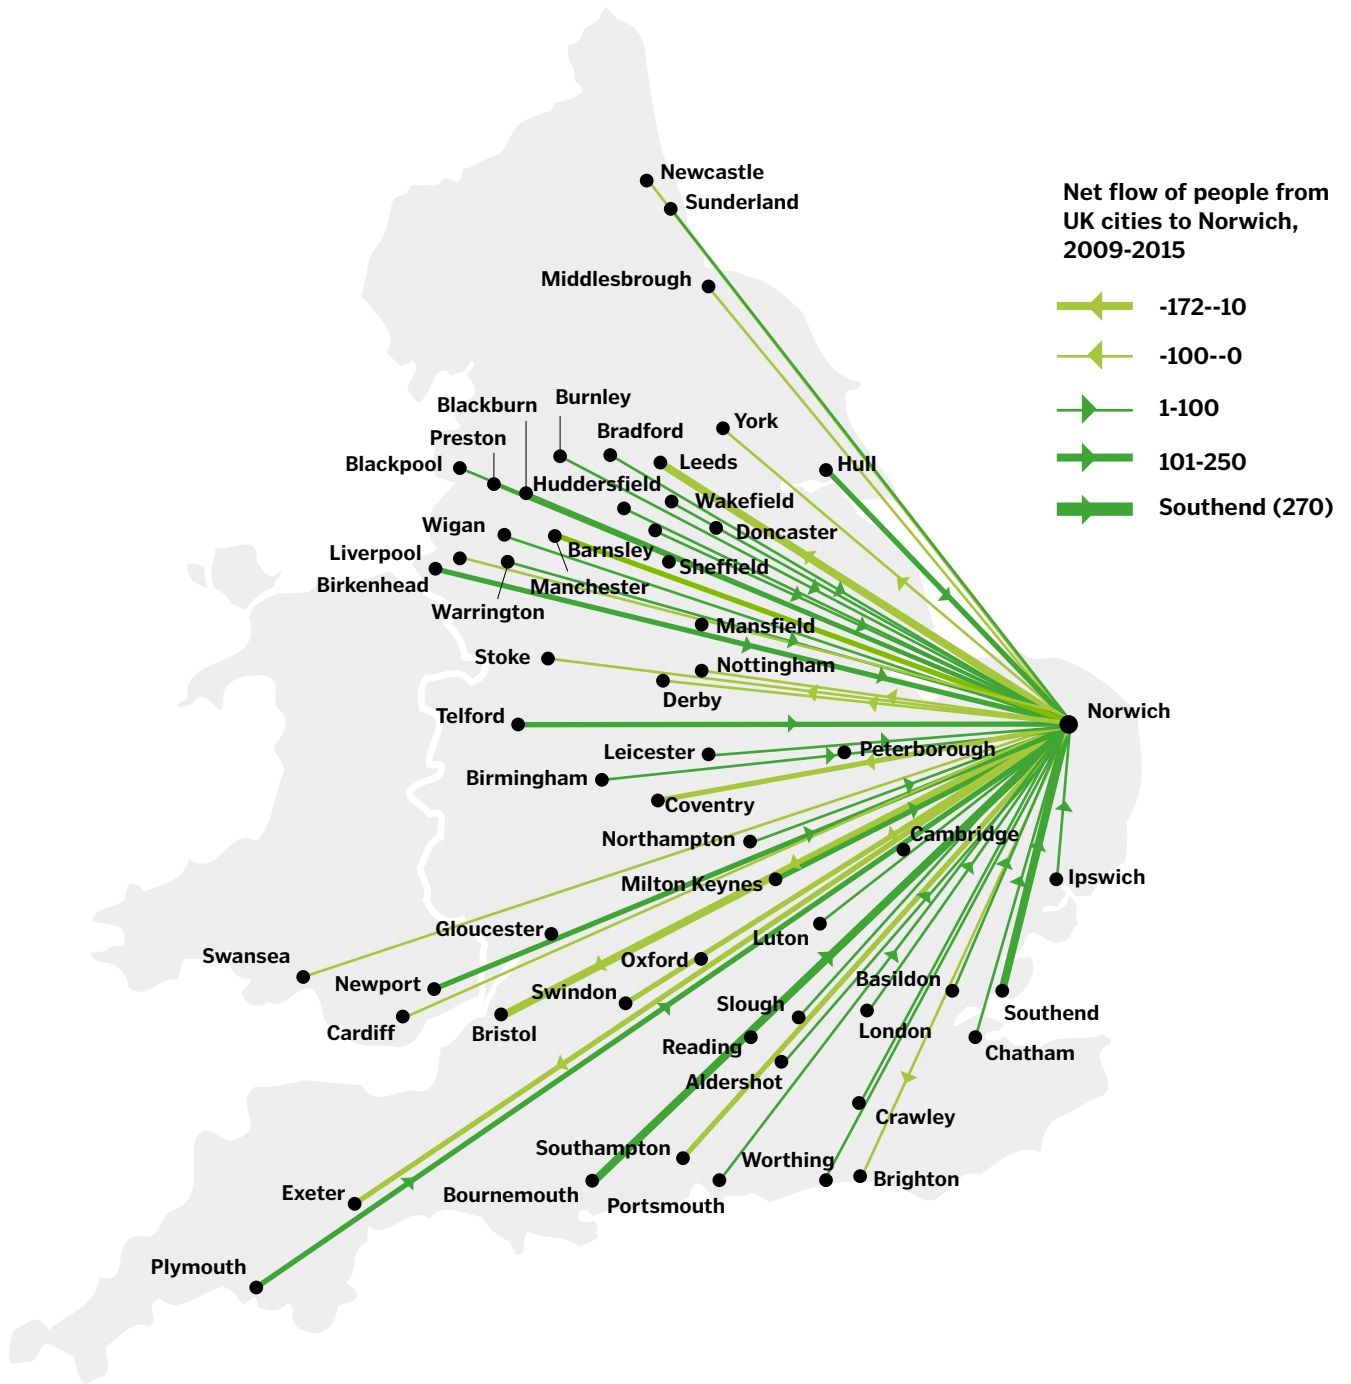 Newcastle
Sunderland
Net flow of people from
UK cities to Norwich,
2009-2015
-172--10
-100--0
1-100
101-250
Southend (270)
Middlesbrough
Burnley
Blackburn
York
Bradford
Preston
Blackpool
Leeds
Hull
Huddersfield
Wakefield
Wigan
Doncaster
Liverpool
Barnsley
Sheffield
Birkenhead
Manchester
Warrington
Mansfield
Stoke
Nottingham
Derby
Norwich
Telford
Leicester
Peterborough
Birmingham
Coventry
Northampton
Cambridge
Milton Keynes
Ipswich
Gloucester
Luton
Swansea
Oxford
Newport
Basildon
Swindon
Slough
Southend
Cardiff
Bristol
London
Reading
Chatham
Aldershot
Crawley
Southampton
Worthing
Brighton
Exeter
Bournemouth
Portsmouth
Plymouth